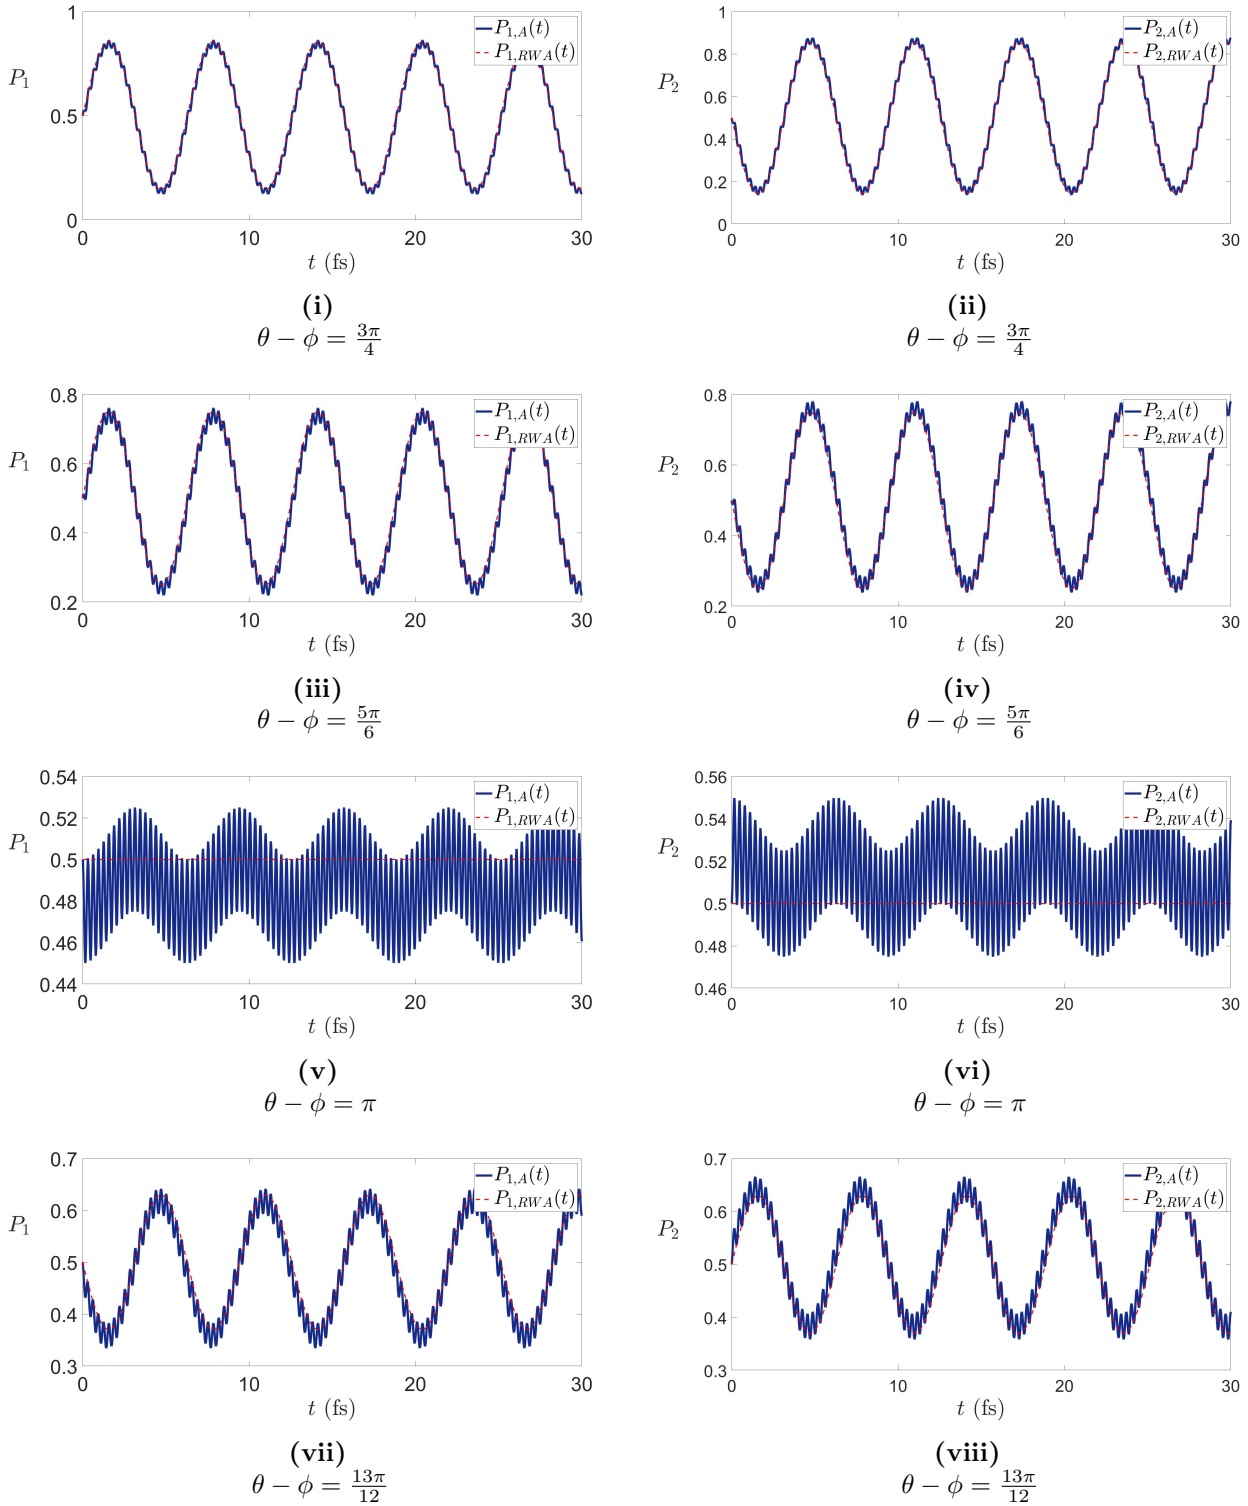 1
0.5
0
P₁
P₁,A(t)
P₁,RWA(t)
0 10 20 30
t (fs)
(i)
θ − ϕ = 3π/4
1
0.8
0.6
0.4
0.2
0
P₂
P₂,A(t)
P₂,RWA(t)
0 10 20 30
t (fs)
(ii)
θ − ϕ = 3π/4
0.8
0.6
0.4
0.2
P₁
P₁,A(t)
P₁,RWA(t)
0 10 20 30
t (fs)
(iii)
θ − ϕ = 5π/6
0.8
0.6
0.4
0.2
P₂
P₂,A(t)
P₂,RWA(t)
0 10 20 30
t (fs)
(iv)
θ − ϕ = 5π/6
0.54
0.52
0.5
0.48
0.46
0.44
P₁
P₁,A(t)
P₁,RWA(t)
0 10 20 30
t (fs)
(v)
θ − ϕ = π
0.56
0.54
0.52
0.5
0.48
0.46
P₂
P₂,A(t)
P₂,RWA(t)
0 10 20 30
t (fs)
(vi)
θ − ϕ = π
0.7
0.6
0.5
0.4
0.3
P₁
P₁,A(t)
P₁,RWA(t)
0 10 20 30
t (fs)
(vii)
θ − ϕ = 13π/12
0.7
0.6
0.5
0.4
0.3
P₂
P₂,A(t)
P₂,RWA(t)
0 10 20 30
t (fs)
(viii)
θ − ϕ = 13π/12